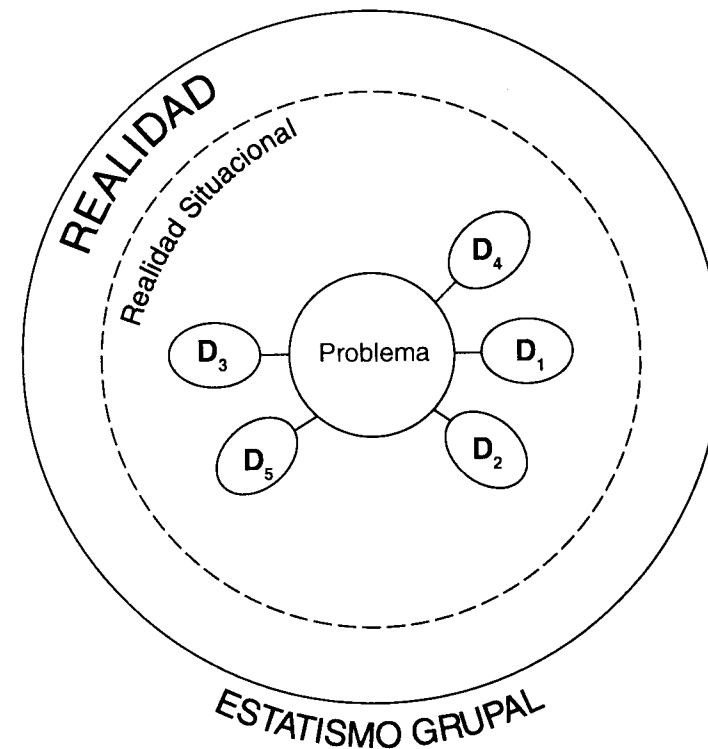 REALIDAD
Realidad Situacional
D₄
D₃
Problema
D₁
D₅
D₂
ESTATISMO GRUPAL